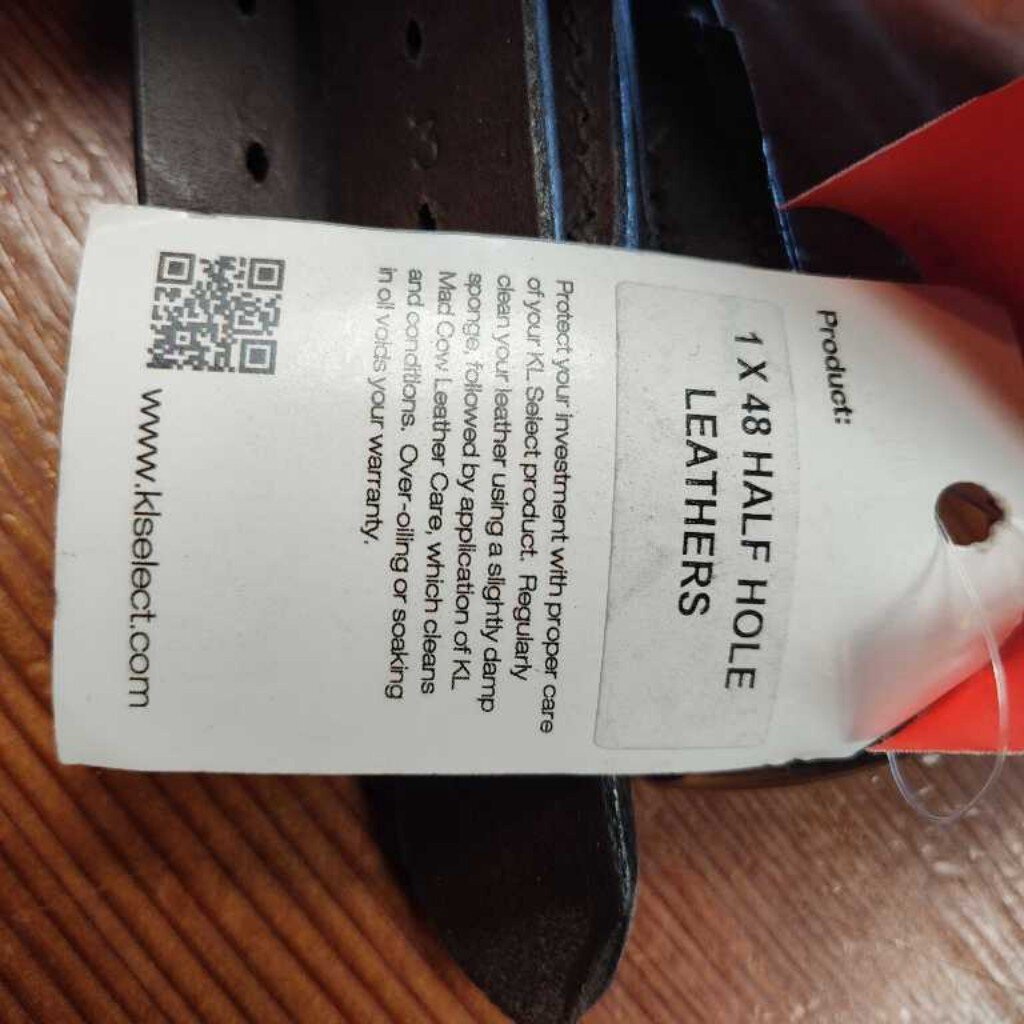 Product:
1 X 48 HALF HOLE
LEATHERS
Protect your investment with proper care
of your KL Select product. Regularly
clean your leather using a slightly damp
sponge, followed by application of KL
Mad Cow Leather Care, which cleans
and conditions. Over-oiling or soaking
in oil voids your warranty.
www.klselect.com